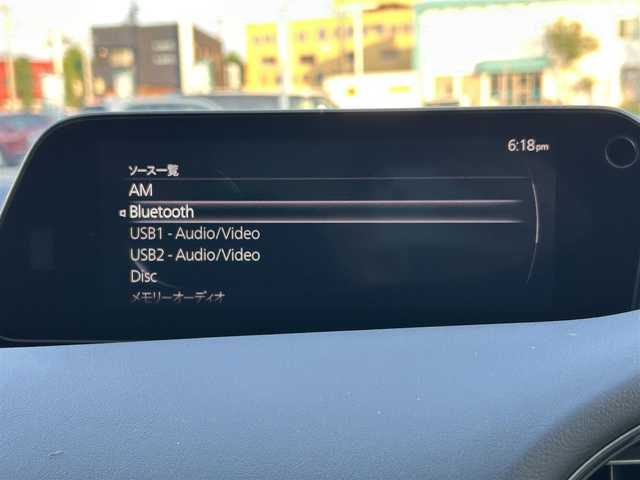 6:18pm
ソース一覧
AM
Bluetooth
USB1 - Audio/Video
USB2 - Audio/Video
Disc
メモリーオーディオ